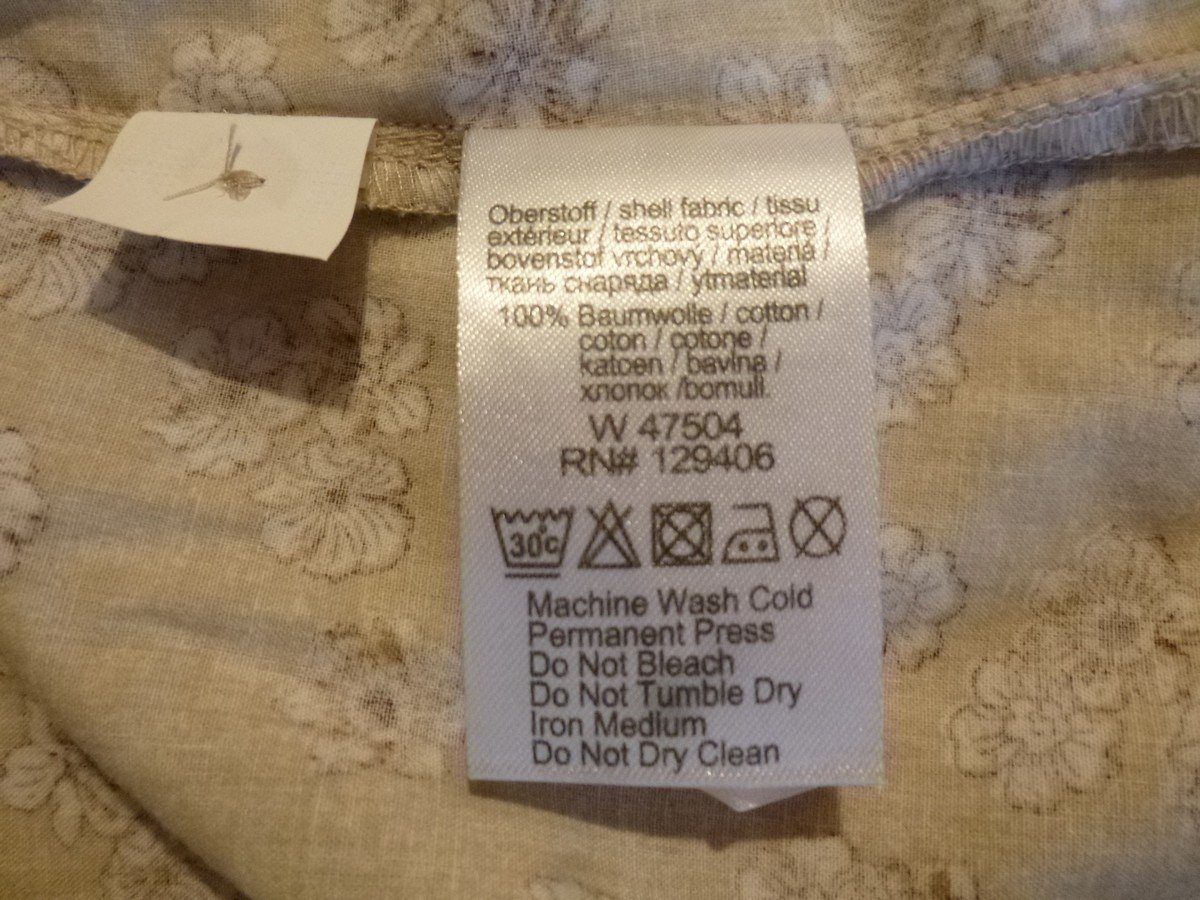 Oberstoff / shell fabric / tissu
extérieur / tessuto superiore /
bovenstof vrchovy / materiá /
ткань снаряда / ytmaterial
100% Baumwolle / cotton /
coton / cotone /
katoen / bavlna /
хлопок /bomull.
W 47504
RN# 129406
30°c
Machine Wash Cold
Permanent Press
Do Not Bleach
Do Not Tumble Dry
Iron Medium
Do Not Dry Clean